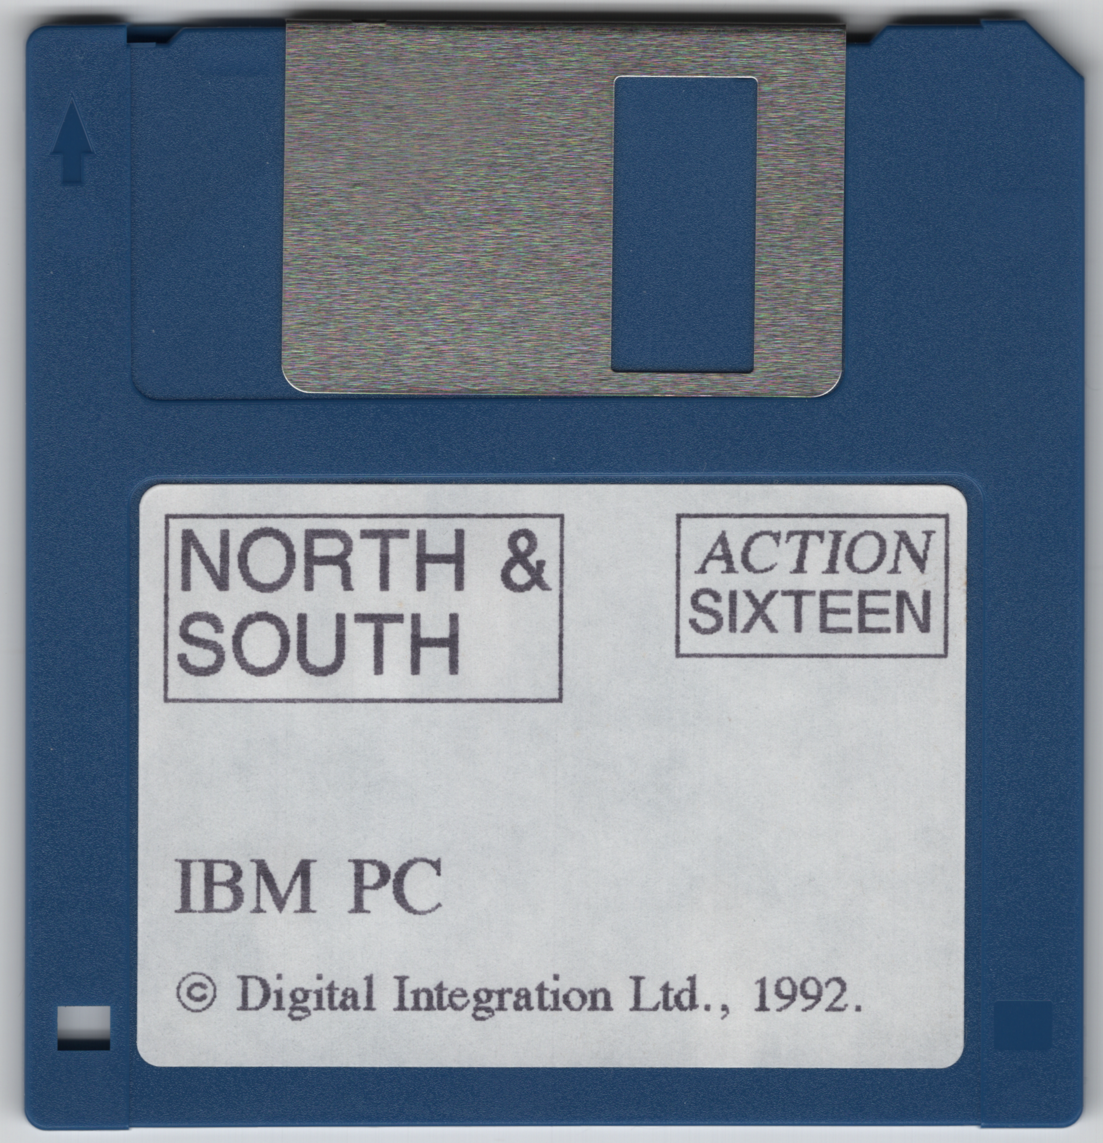 NORTH &
SOUTH
ACTION
SIXTEEN
IBM PC
© Digital Integration Ltd., 1992.